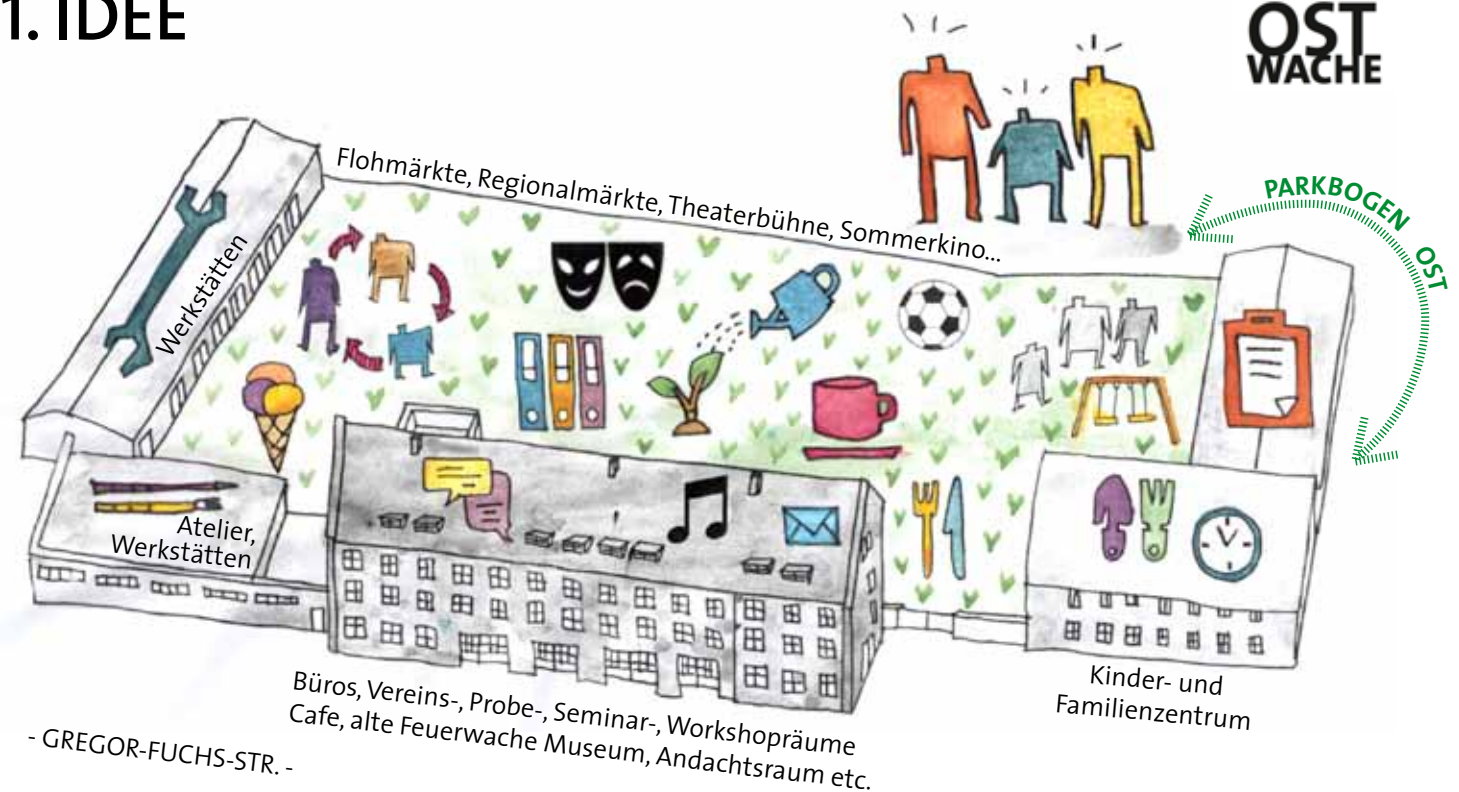 1. IDEE
OST
WACHE
Flohmärkte, Regionalmärkte, Theaterbühne, Sommerkino...
PARKBOGEN OST
Werkstätten
Atelier,
Werkstätten
Büros, Vereins-, Probe-, Seminar-, Workshopräume
Cafe, alte Feuerwache Museum, Andachtsraum etc.
Kinder- und
Familienzentrum
- GREGOR-FUCHS-STR. -